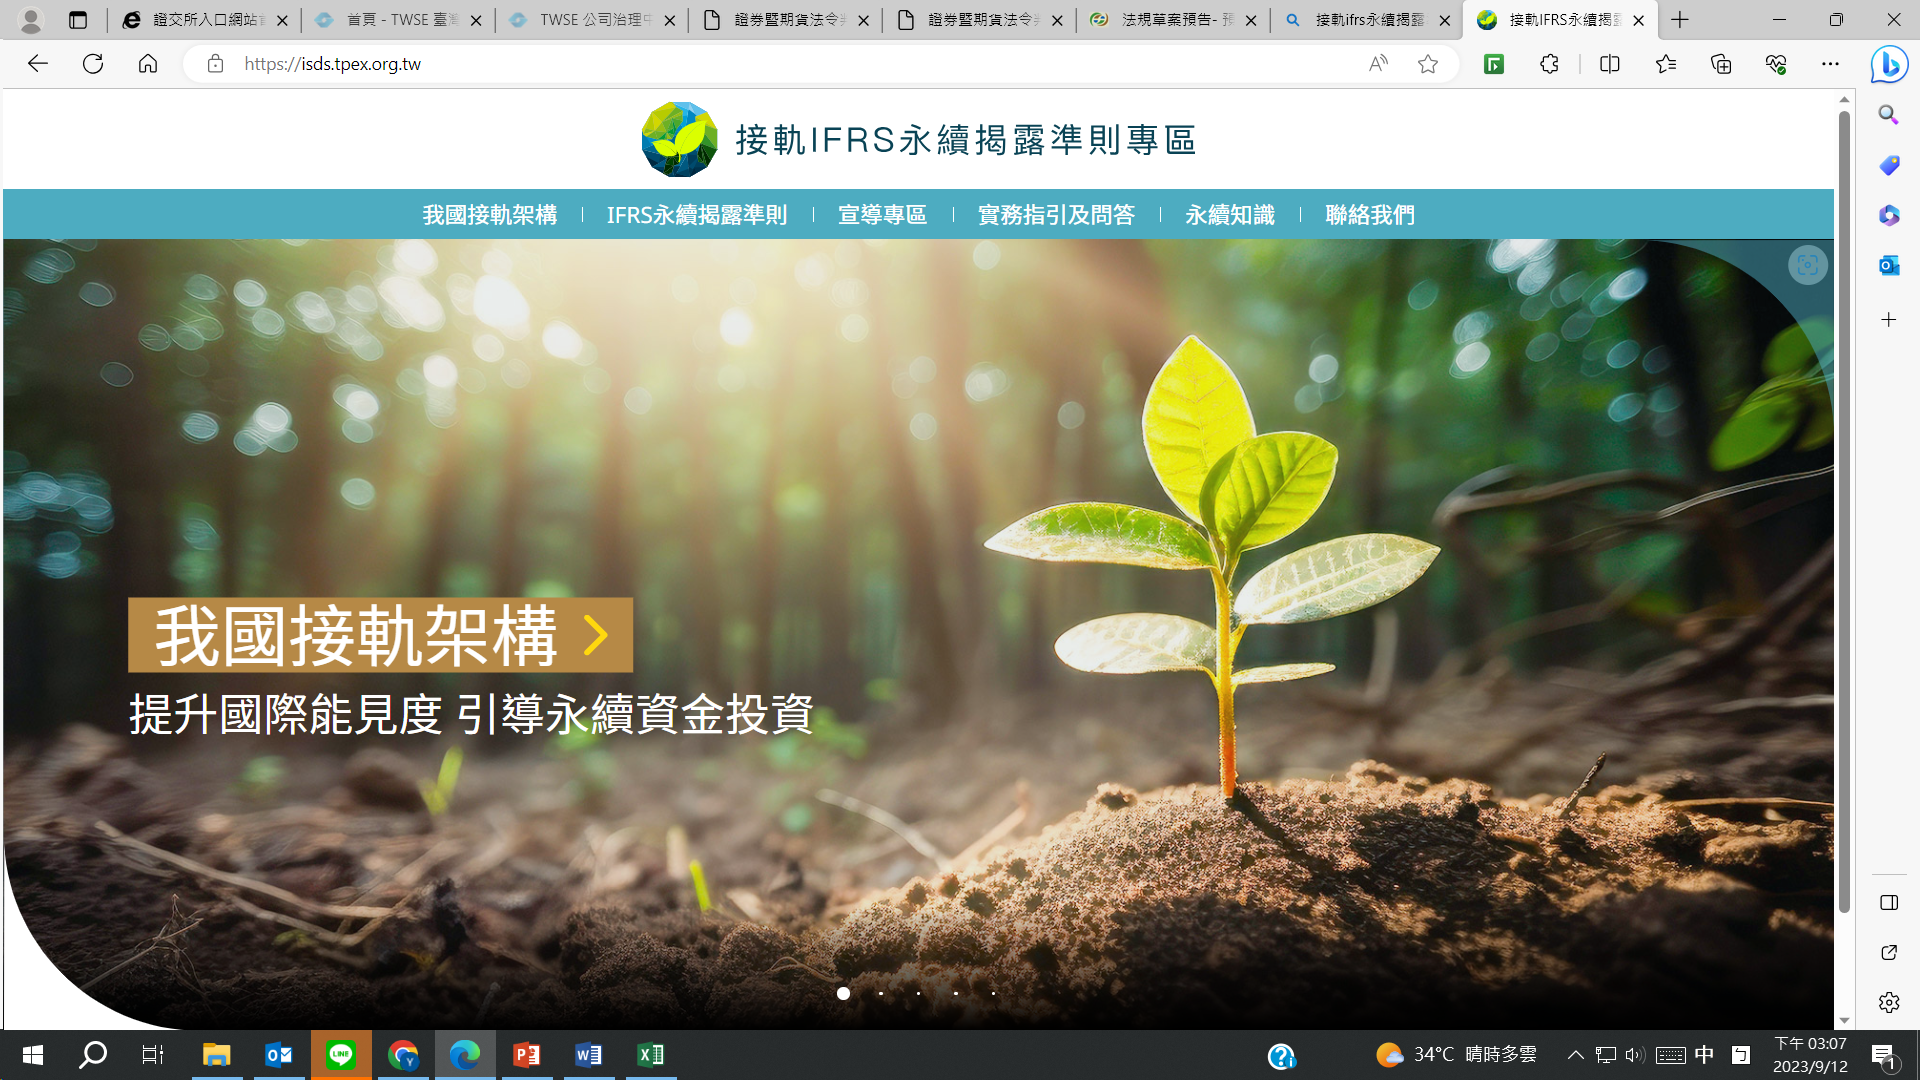 證交所入口網站
首頁 - TWSE 臺灣
TWSE 公司治理中
證券暨期貨法令
證券暨期貨法令
法規草案預告- 預
接軌ifrs永續揭露
接軌IFRS永續揭露
https://isds.tpex.org.tw
接軌IFRS永續揭露準則專區
我國接軌架構
IFRS永續揭露準則
宣導專區
實務指引及問答
永續知識
聯絡我們
我國接軌架構
提升國際能見度 引導永續資金投資
34°C 晴時多雲
中
下午 03:07
2023/9/12
1